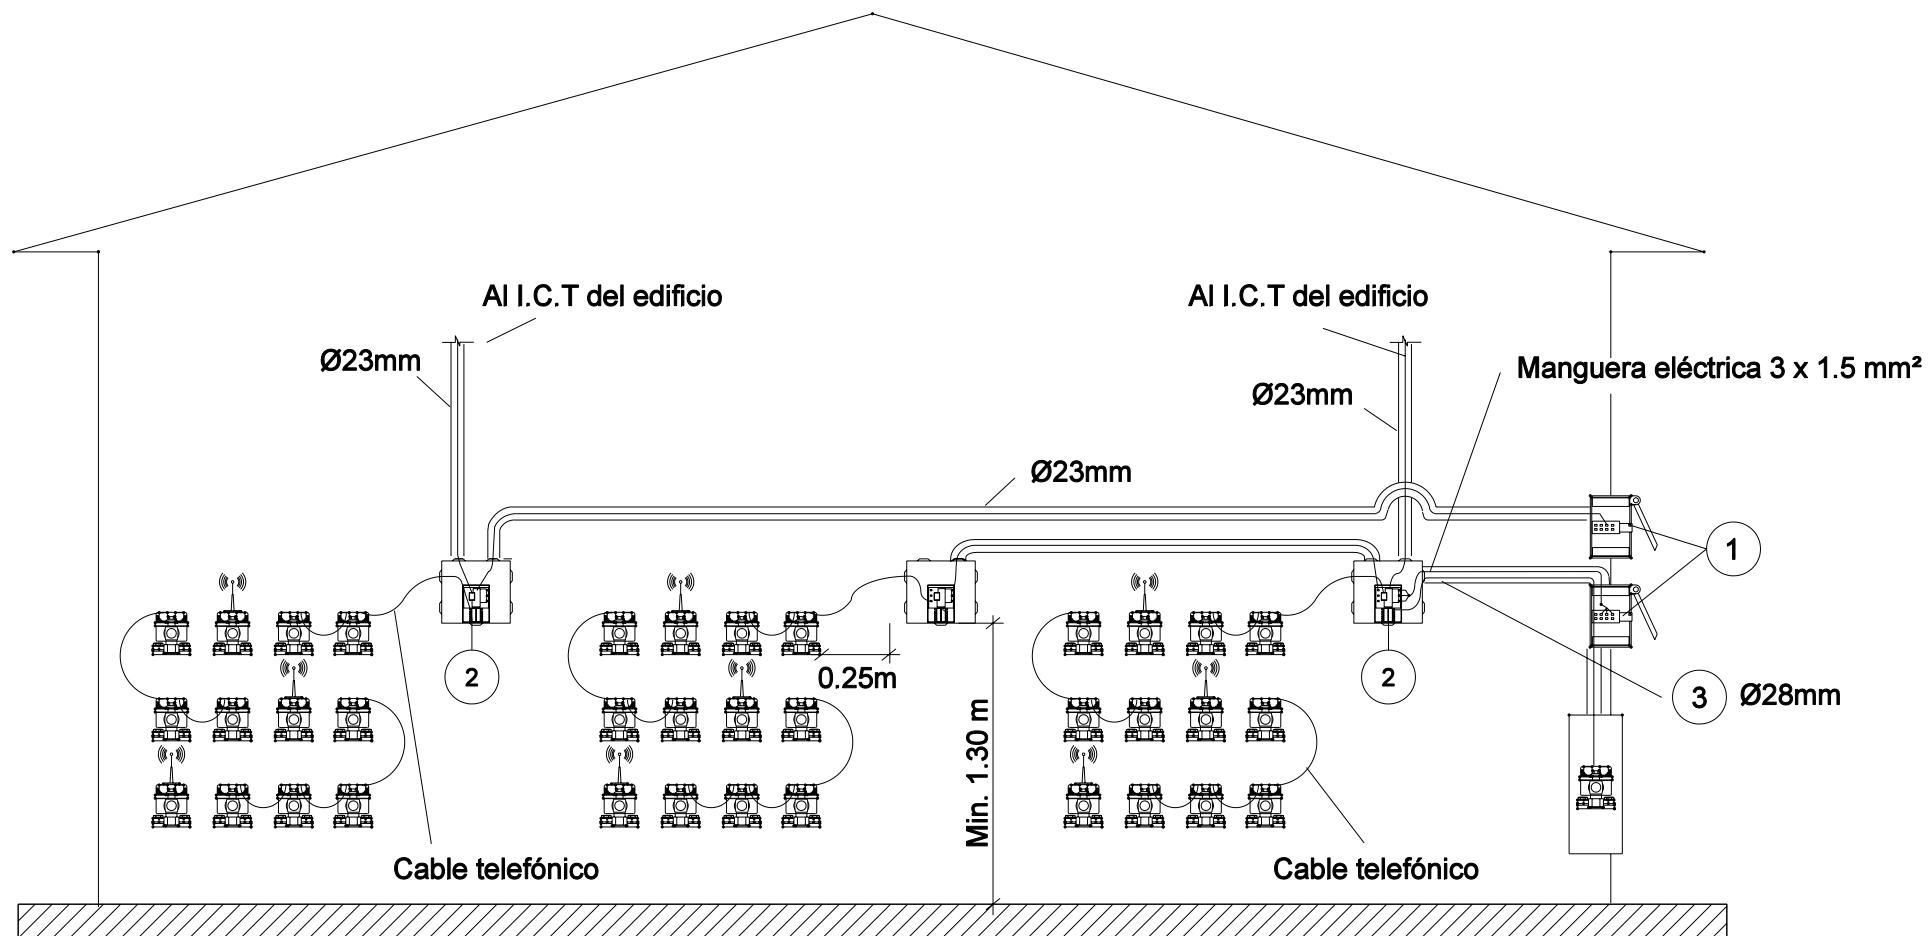 Al I.C.T del edificio
Al I.C.T del edificio
Ø23mm
Manguera eléctrica 3 x 1.5 mm²
Ø23mm
Ø23mm
1
2
0.25m
2
3
Ø28mm
Min. 1.30 m
Cable telefónico
Cable telefónico